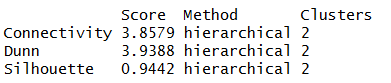 Score Method Clusters
Connectivity 3.8579 hierarchical 2
Dunn 3.9388 hierarchical 2
Silhouette 0.9442 hierarchical 2